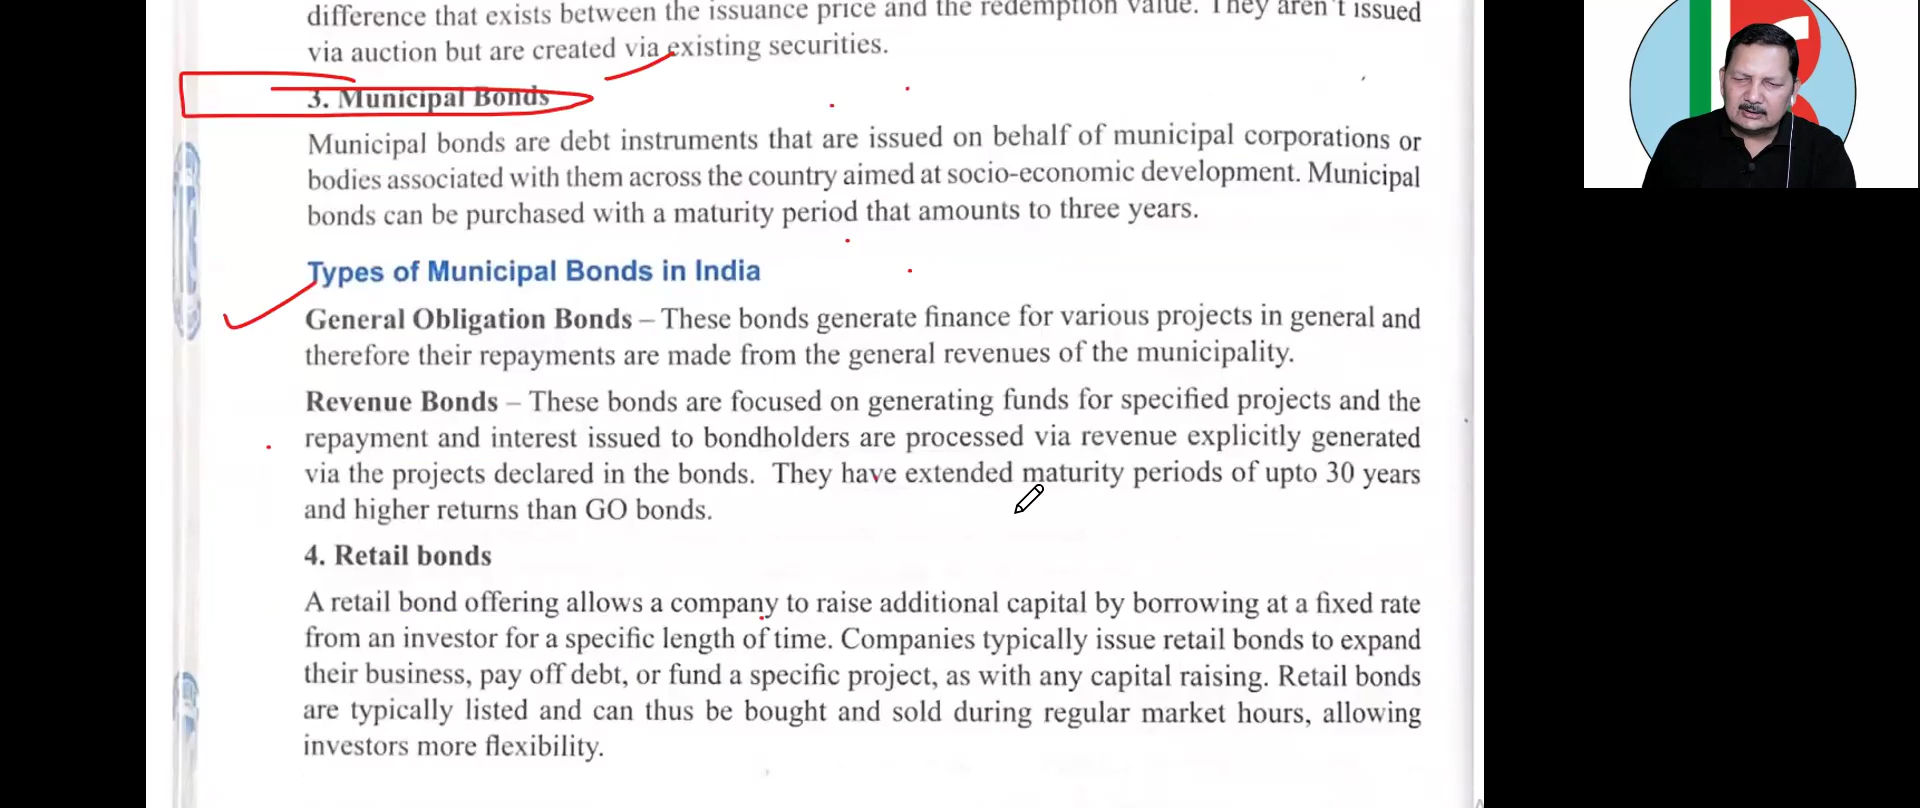 difference that exists between the issuance price and the redemption value. They aren't issued
via auction but are created via existing securities.
3. Municipal Bonds
Municipal bonds are debt instruments that are issued on behalf of municipal corporations or
bodies associated with them across the country aimed at socio-economic development. Municipal
bonds can be purchased with a maturity period that amounts to three years.
Types of Municipal Bonds in India
General Obligation Bonds – These bonds generate finance for various projects in general and
therefore their repayments are made from the general revenues of the municipality.
Revenue Bonds – These bonds are focused on generating funds for specified projects and the
repayment and interest issued to bondholders are processed via revenue explicitly generated
via the projects declared in the bonds. They have extended maturity periods of upto 30 years
and higher returns than GO bonds.
4. Retail bonds
A retail bond offering allows a company to raise additional capital by borrowing at a fixed rate
from an investor for a specific length of time. Companies typically issue retail bonds to expand
their business, pay off debt, or fund a specific project, as with any capital raising. Retail bonds
are typically listed and can thus be bought and sold during regular market hours, allowing
investors more flexibility.